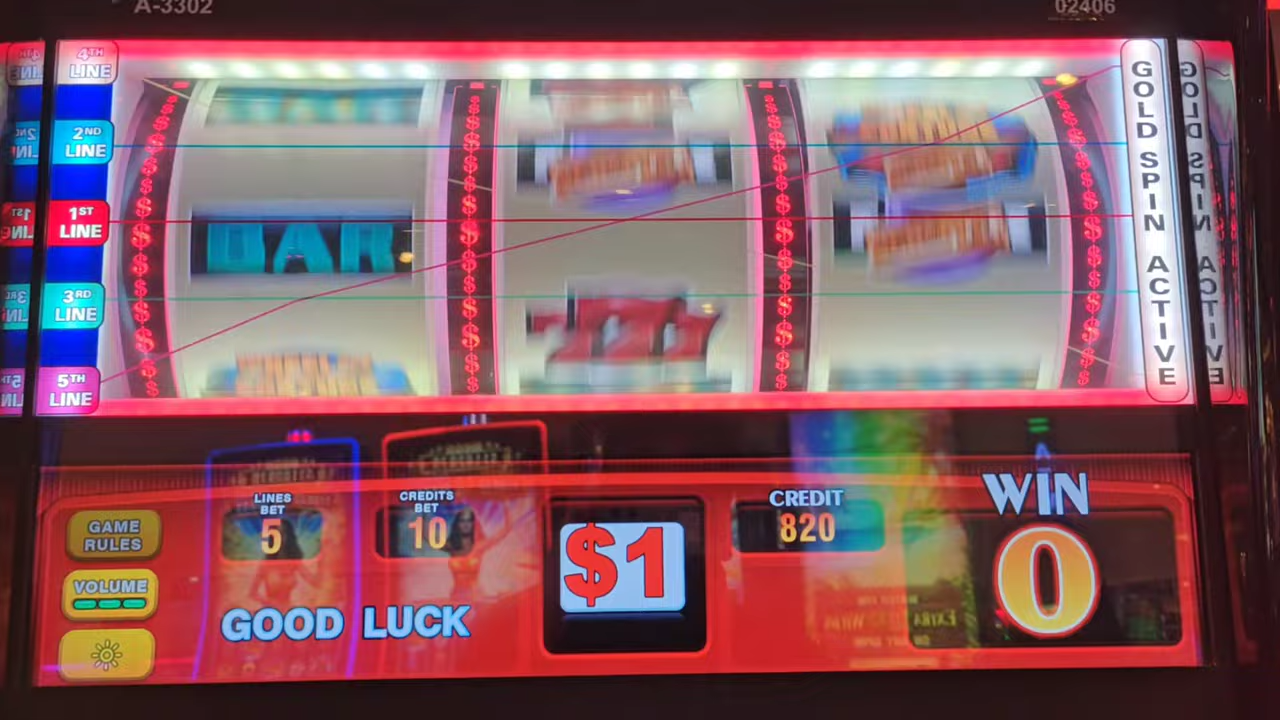 A-3302
02406
4TH
LINE
2ND
LINE
1ST
LINE
3RD
LINE
5TH
LINE
BAR
GOLD SPIN ACTIVE
LINES
BET
5
CREDITS
BET
10
$1
CREDIT
820
WIN
0
GAME
RULES
VOLUME
GOOD LUCK